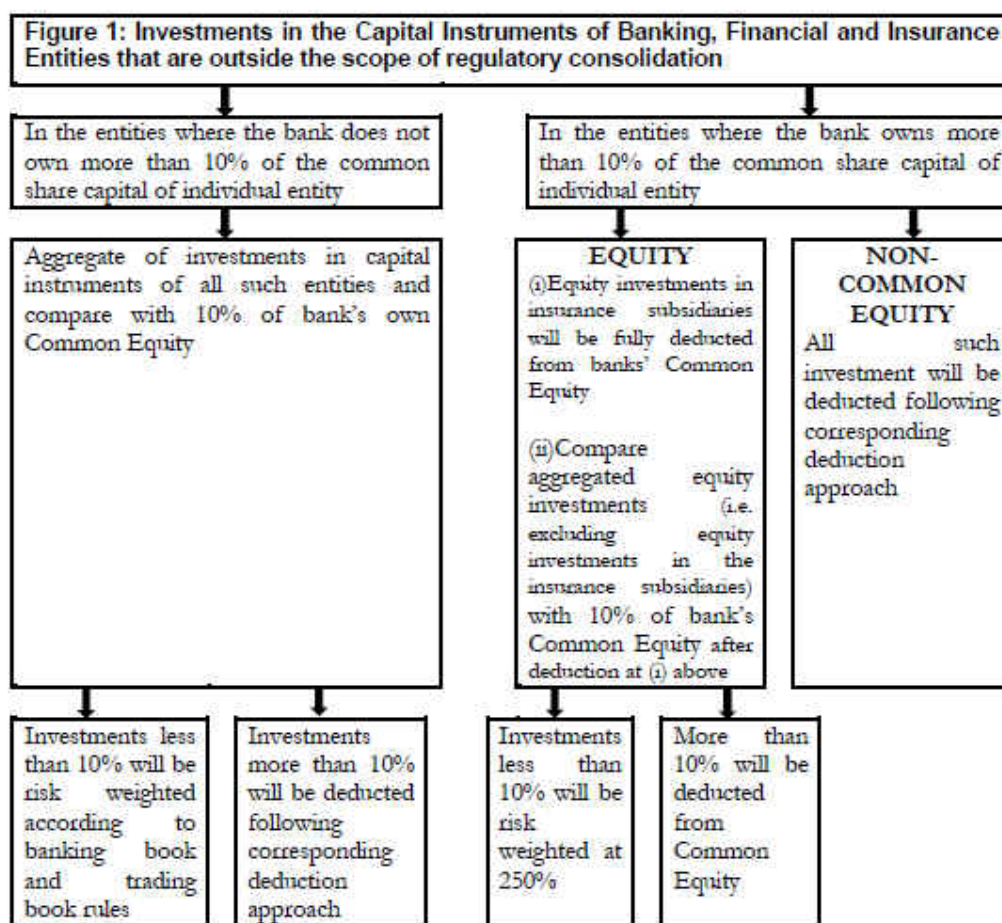 Figure 1: Investments in the Capital Instruments of Banking, Financial and Insurance
Entities that are outside the scope of regulatory consolidation
In the entities where the bank does not
own more than 10% of the common
share capital of individual entity
In the entities where the bank owns more
than 10% of the common share capital of
individual entity
Aggregate of investments in capital
instruments of all such entities and
compare with 10% of bank's own
Common Equity
EQUITY
(i)Equity investments in
insurance subsidiaries
will be fully deducted
from banks' Common
Equity
(ii)Compare
aggregated equity
investments (i.e.
excluding equity
investments in the
insurance subsidiaries)
with 10% of bank's
Common Equity after
deduction at (i) above
NON-
COMMON
EQUITY
All such
investment will be
deducted following
corresponding
deduction
approach
Investments less
than 10% will be
risk weighted
according to
banking book
and trading
book rules
Investments
more than 10%
will be deducted
following
corresponding
deduction
approach
Investments
less than
10% will be
risk
weighted at
250%
More than
10% will be
deducted
from
Common
Equity